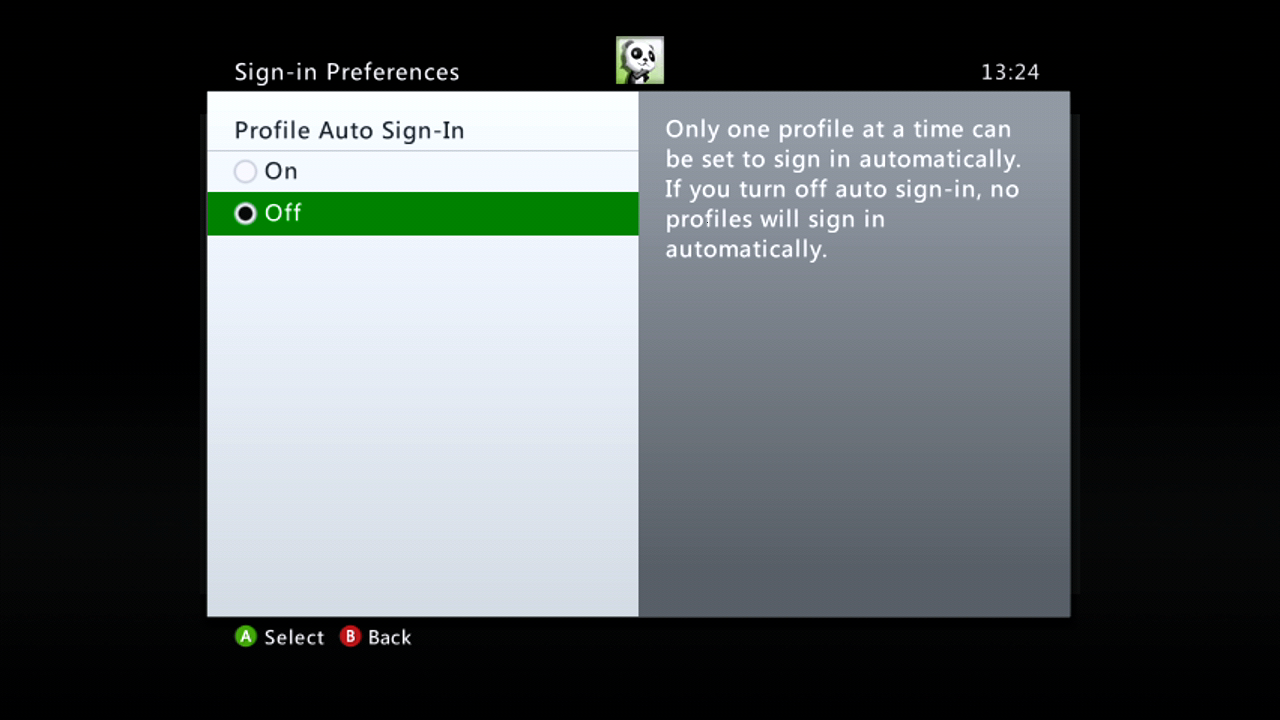 Sign-in Preferences
13:24
Profile Auto Sign-In
On
Off
Only one profile at a time can
be set to sign in automatically.
If you turn off auto sign-in, no
profiles will sign in
automatically.
A Select B Back